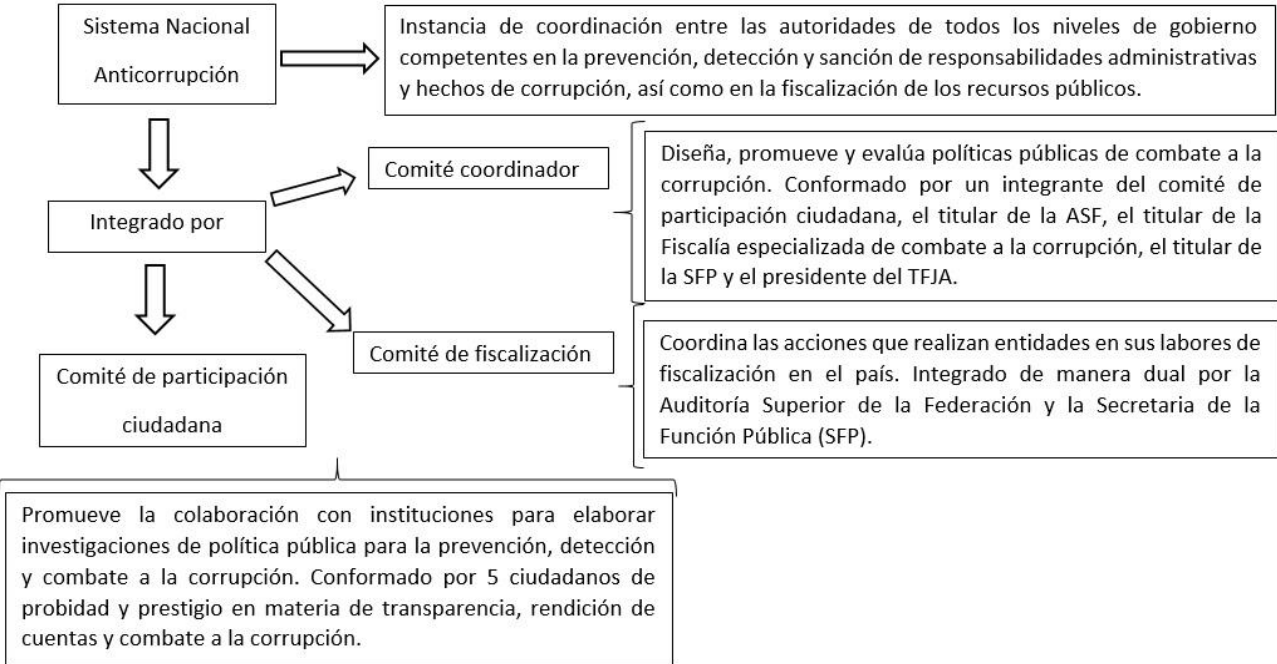 Sistema Nacional
Anticorrupción
Instancia de coordinación entre las autoridades de todos los niveles de gobierno
competentes en la prevención, detección y sanción de responsabilidades administrativas
y hechos de corrupción, así como en la fiscalización de los recursos públicos.
Integrado por
Comité coordinador
Diseña, promueve y evalúa políticas públicas de combate a la
corrupción. Conformado por un integrante del comité de
participación ciudadana, el titular de la ASF, el titular de la
Fiscalía especializada de combate a la corrupción, el titular de
la SFP y el presidente del TFJA.
Comité de fiscalización
Coordina las acciones que realizan entidades en sus labores de
fiscalización en el país. Integrado de manera dual por la
Auditoría Superior de la Federación y la Secretaria de la
Función Pública (SFP).
Comité de participación
ciudadana
Promueve la colaboración con instituciones para elaborar
investigaciones de política pública para la prevención, detección
y combate a la corrupción. Conformado por 5 ciudadanos de
probidad y prestigio en materia de transparencia, rendición de
cuentas y combate a la corrupción.